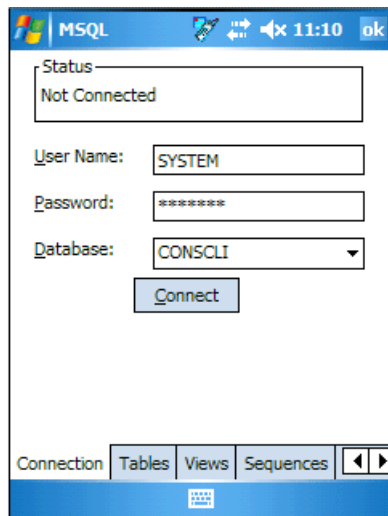 MSQL 11:10 ok
Status
Not Connected
User Name: SYSTEM
Password: *******
Database: CONSCLI
Connect
Connection Tables Views Sequences